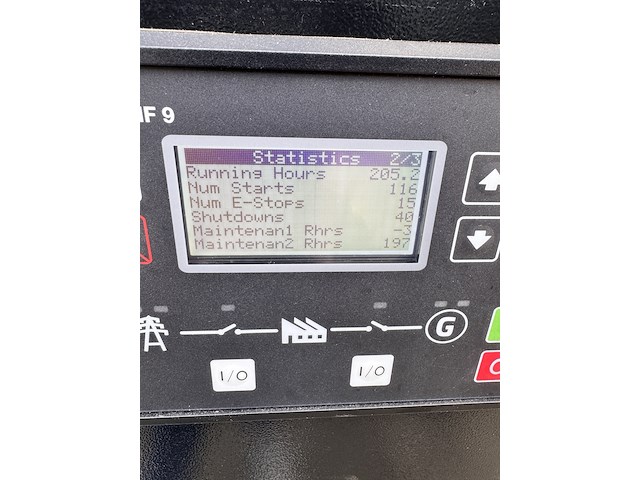 IF 9
Statistics 2/3
Running Hours 205.2
Num Starts 116
Num E-Stops 15
Shutdowns 40
Maintenan1 Rhrs -3
Maintenan2 Rhrs 197
G
I/O I/O